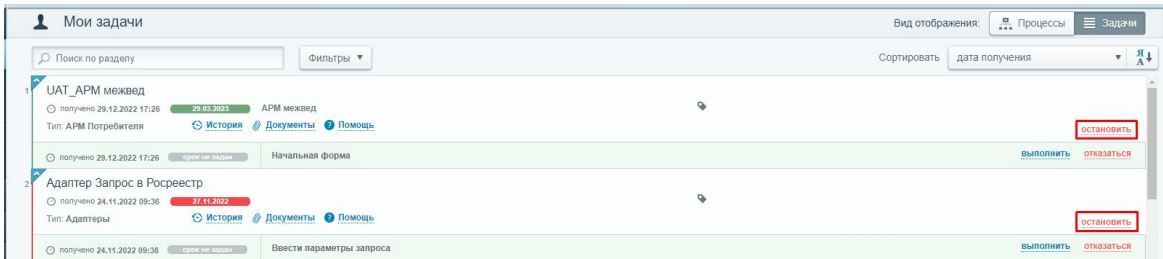 Мои задачи Вид отображения: Процессы Задачи
Поиск по разделу Фильтры ▼ Сортировать дата получения ▼ Я А
1 UAT_АРМ межвед
получено 29.12.2022 17:26 29.03.2023 АРМ межвед
Тип: АРМ Потребителя История Документы ? Помощь остановить
получено 29.12.2022 17:26 срок не задан Начальная форма выполнить отказаться
2 Адаптер Запрос в Росреестр
получено 24.11.2022 09:36 27.11.2022
Тип: Адаптеры История Документы ? Помощь остановить
получено 24.11.2022 09:38 срок не задан Ввести параметры запроса выполнить отказаться